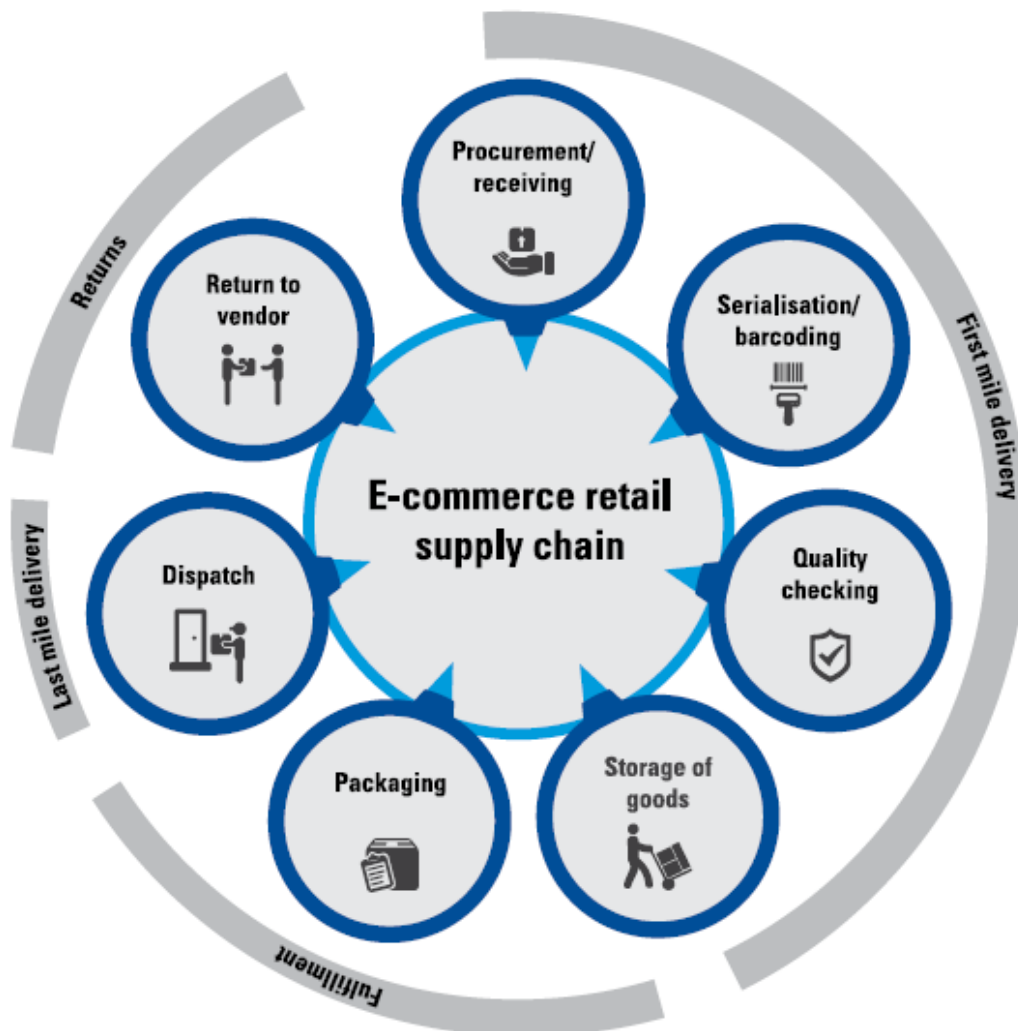 E-commerce retail
supply chain
Procurement/
receiving
Serialisation/
barcoding
Quality
checking
Storage of
goods
Packaging
Dispatch
Return to
vendor
First mile delivery
Fulfillment
Last mile delivery
Returns